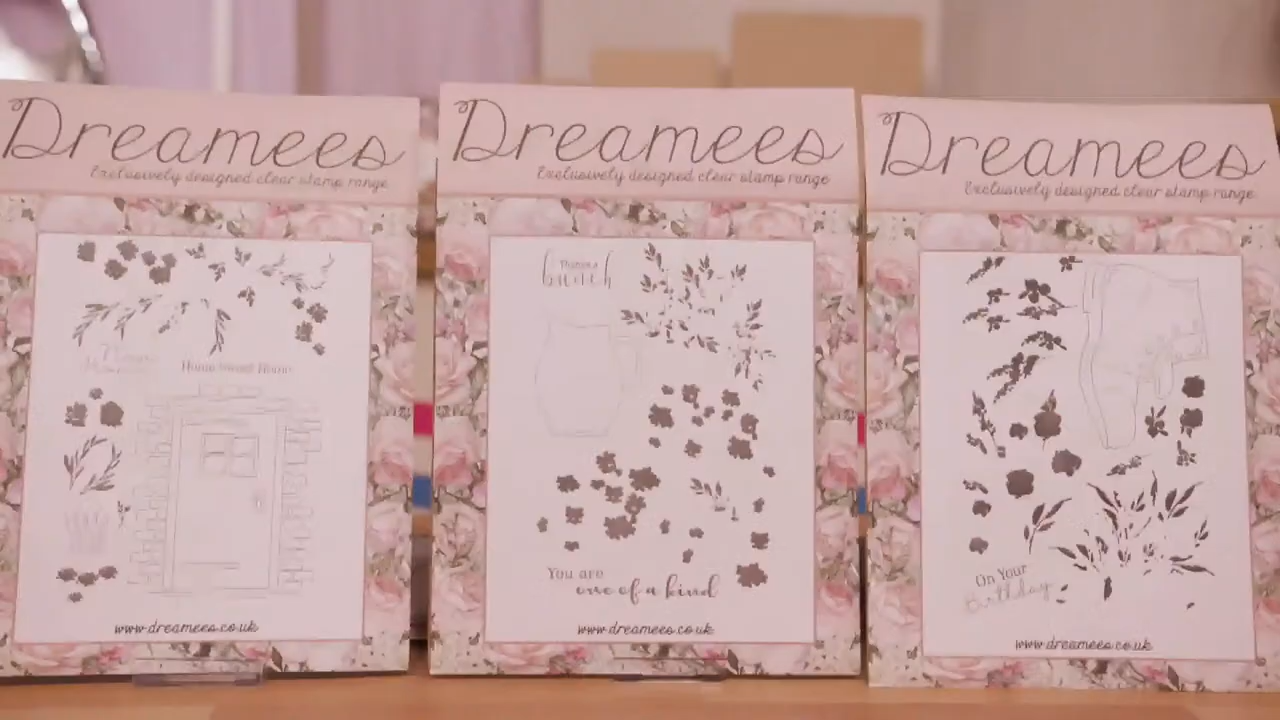 Dreamees
Exclusively designed clear stamp range
Home Sweet Home
www.dreamees.co.uk
Dreamees
Exclusively designed clear stamp range
Thanks a
bunch
You are
one of a kind
www.dreamees.co.uk
Dreamees
Exclusively designed clear stamp range
On Your
Birthday
www.dreamees.co.uk